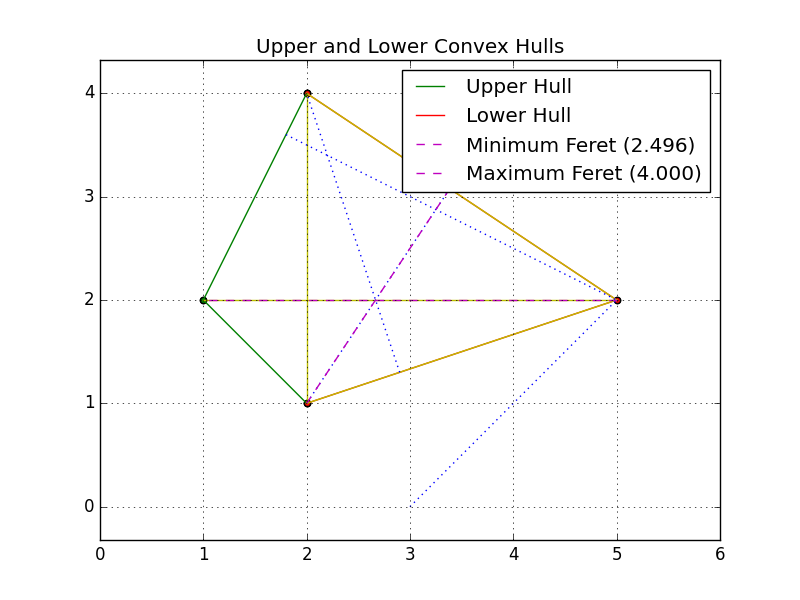 Upper and Lower Convex Hulls
Upper Hull
Lower Hull
Minimum Feret (2.496)
Maximum Feret (4.000)
4
3
2
1
0
0 1 2 3 4 5 6